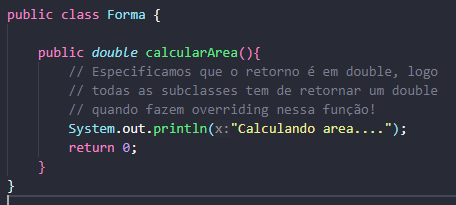 public class Forma {
public double calcularArea(){
// Especificamos que o retorno é em double, logo
// todas as subclasses tem de retornar um double
// quando fazem overriding nessa função!
System.out.println(x:"Calculando area....");
return 0;
}
}